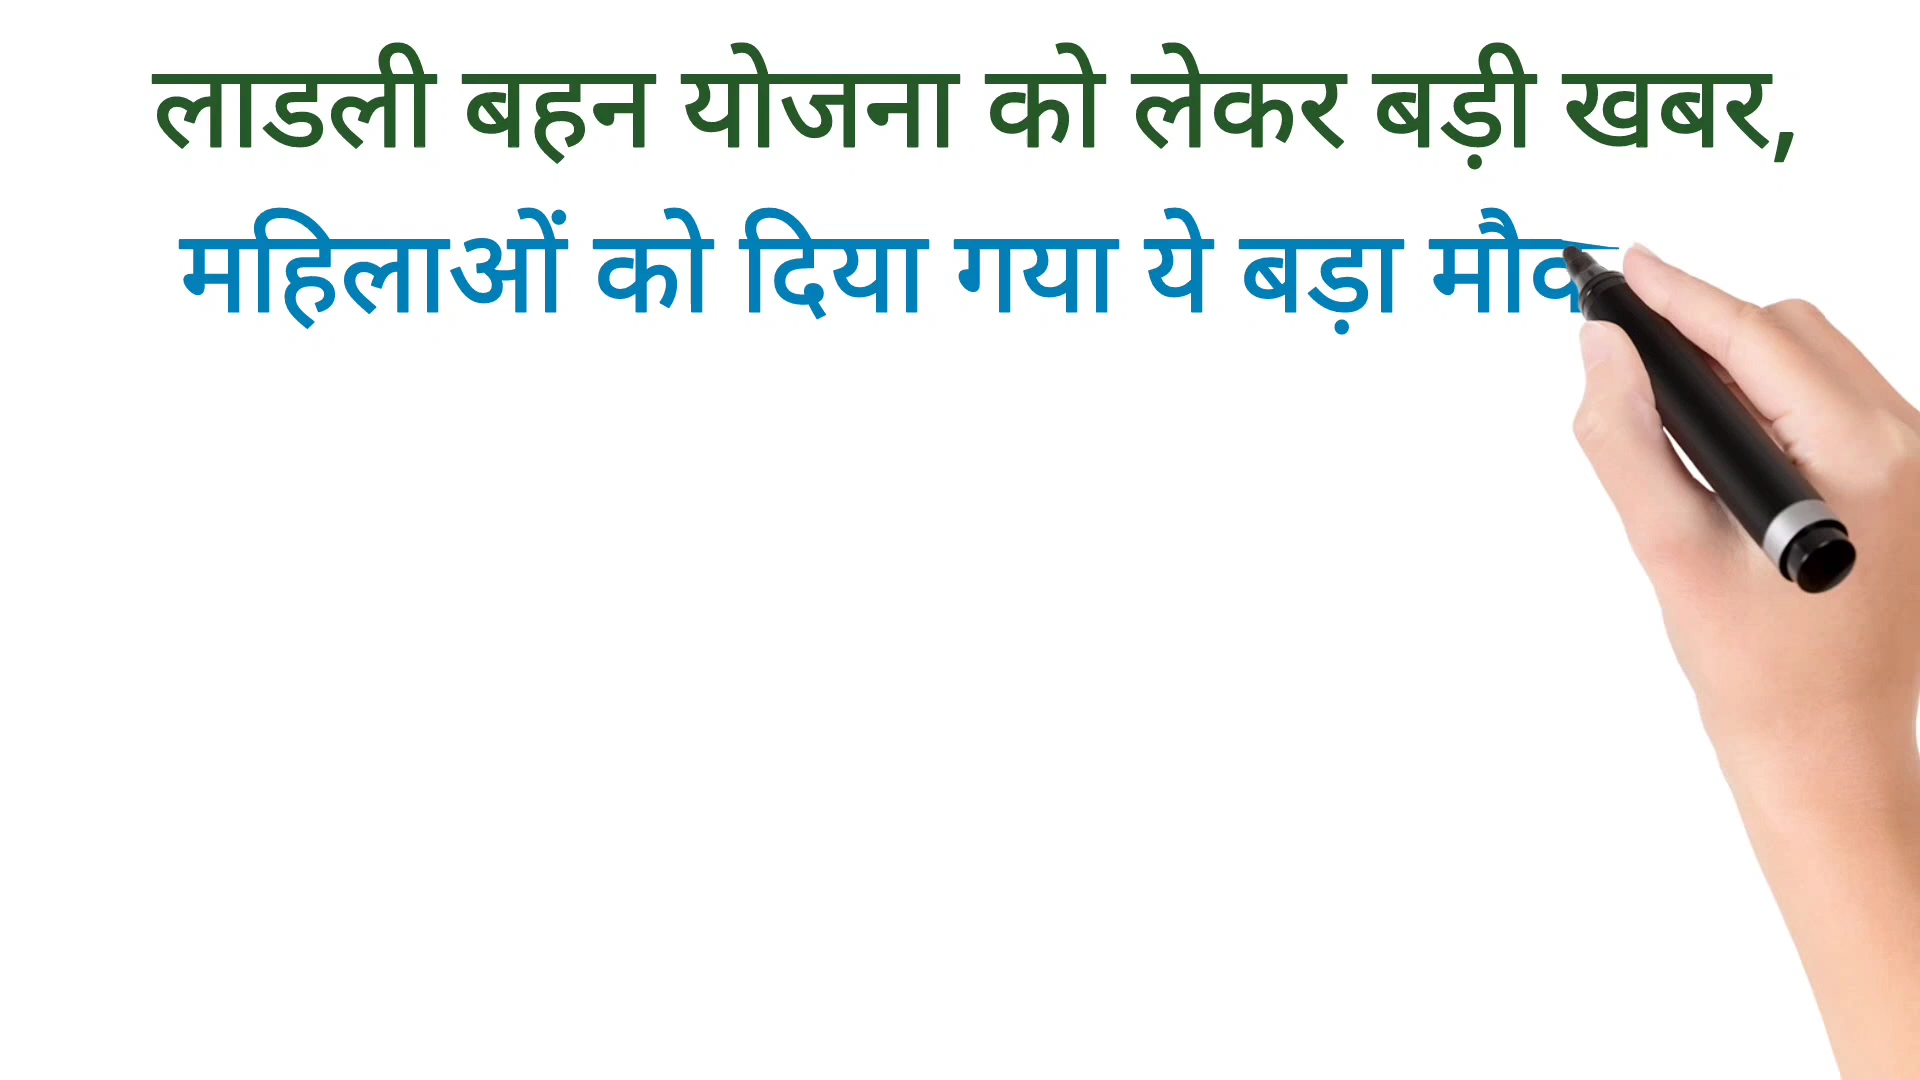 लाडली बहन योजना को लेकर बड़ी खबर,
महिलाओं को दिया गया ये बड़ा